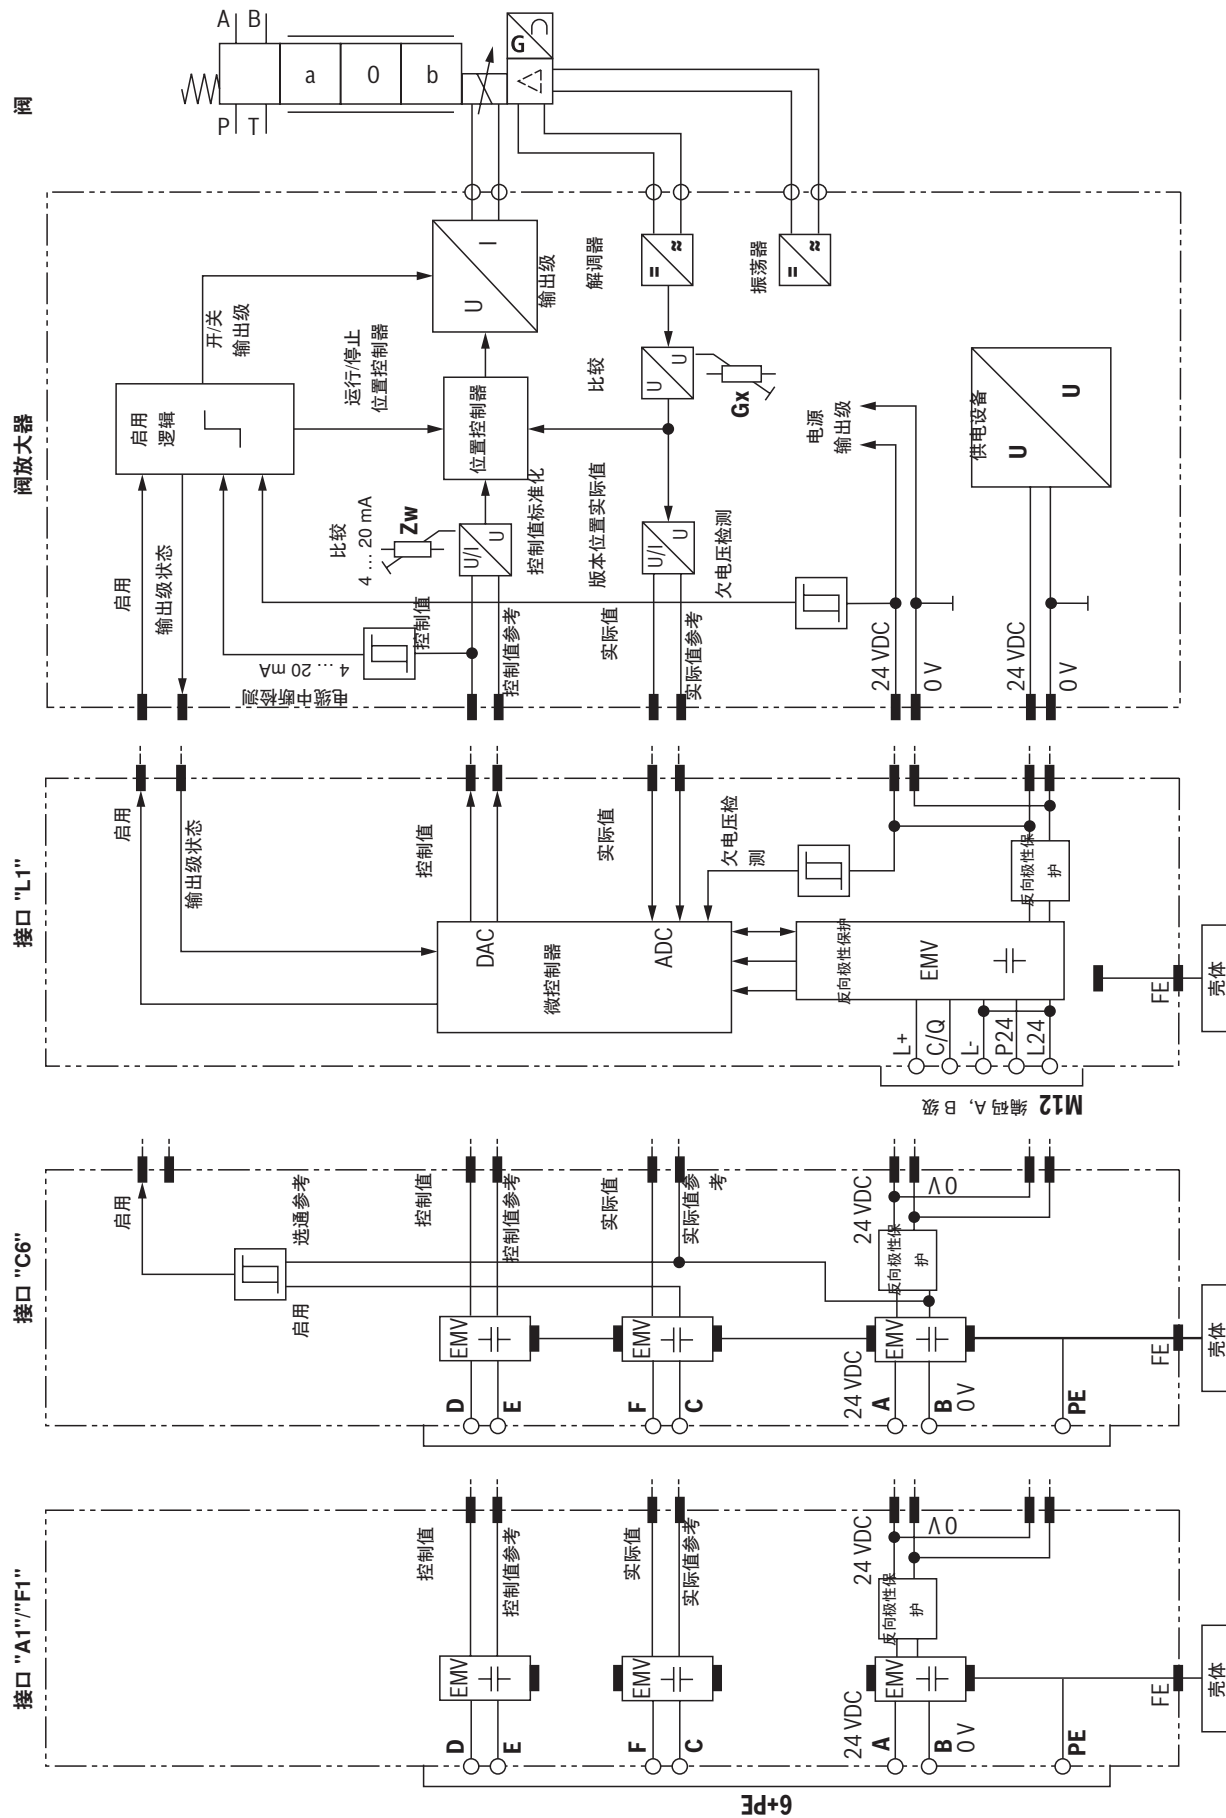 阀
阀放大器
接口 "L1"
接口 "C6"
接口 "A1"/"F1"
A
B
P
T
a
0
b
G
启用
输出级状态
启用
逻辑
开/关
输出级
运行/停止
位置控制器
U
I
输出级
位置控制器
比较
4 … 20 mA
Zw
U/I
U
控制值标准化
控制值
控制值参考
4 … 20 mA
电缆中断检测
解调器
=
≈
振荡器
=
≈
比较
U
U
Gx
版本位置实际值
U/I
U
实际值
实际值参考
欠电压检测
电源
输出级
24 VDC
0 V
供电设备
U
U
24 VDC
0 V
启用
输出级状态
控制值
实际值
欠电压检
测
DAC
ADC
微控制器
反向极性保护
EMV
反向极性保
护
L+
C/Q
L-
P24
L24
M12 编码 A, B 级
FE
壳体
启用
选通参考
启用
控制值
控制值参考
实际值
实际值参
考
24 VDC
0 V
反向极性保
护
EMV
EMV
EMV
D
E
F
C
24 VDC
A
B
0 V
PE
FE
壳体
控制值
控制值参考
实际值
实际值参考
24 VDC
0 V
反向极性保
护
EMV
EMV
EMV
D
E
F
C
24 VDC
A
B
0 V
PE
FE
壳体
6+PE